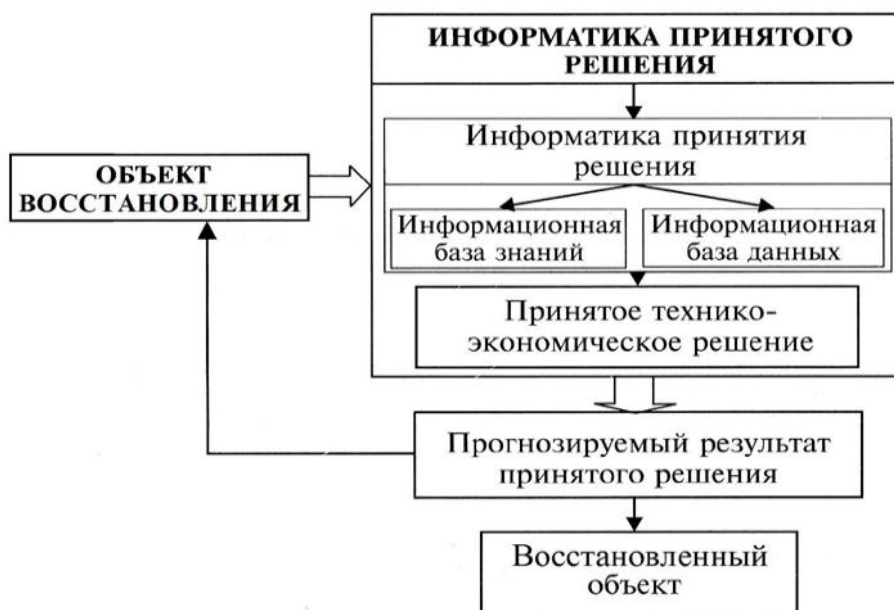 ИНФОРМАТИКА ПРИНЯТОГО
РЕШЕНИЯ
Информатика принятия
решения
ОБЪЕКТ
ВОССТАНОВЛЕНИЯ
Информационная
база знаний
Информационная
база данных
Принятое технико-
экономическое решение
Прогнозируемый результат
принятого решения
Восстановленный
объект